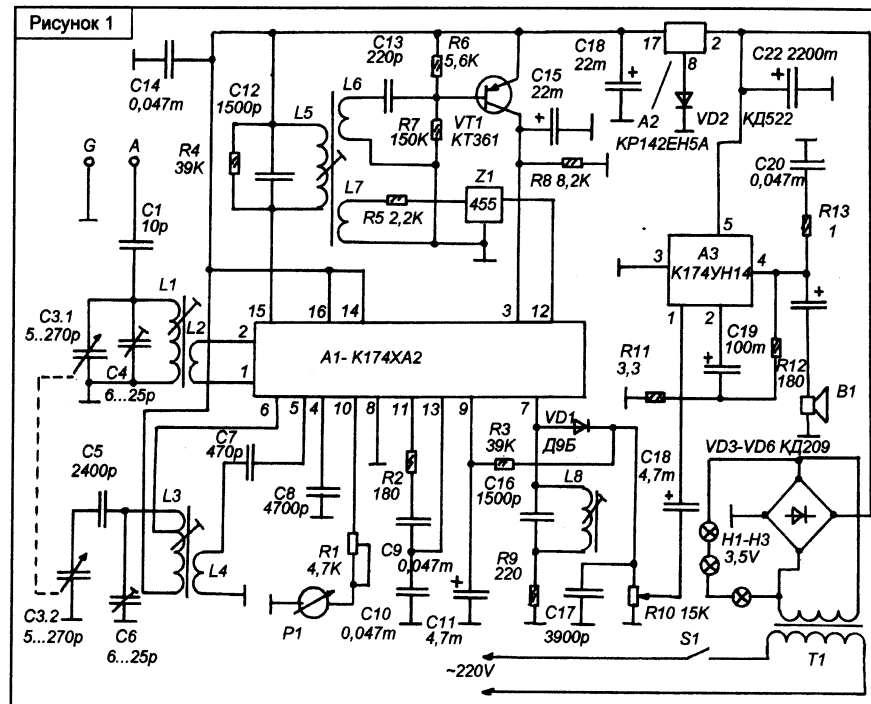 Рисунок 1
C14
0,047m
C12
1500p
C13
220p
R6
5,6K
C15
22m
C18
22m
17
2
8
C22 2200m
A2
VD2
КД522
КР142ЕН5А
L5
L6
R7
150K
VT1
КТ361
R4
39K
L7
R5 2,2K
Z1
455
R8 8,2K
C20
0,047m
R13
1
G
A
C1
10p
L1
L2
C3.1
5...270p
C4
6...25p
15
16
14
3
12
2
1
A1- К174ХА2
5
3
A3
К174УН14
4
1
2
C19
100m
R11
3,3
R12
180
B1
6
5
4
10
8
11
13
9
7
C5
2400p
C7
470p
L3
L4
C8
4700p
R2
180
R3
39K
VD1
Д9Б
C16
1500p
L8
C18
4,7m
VD3-VD6 КД209
H1-H3
3,5V
R1
4,7K
C9
0,047m
R9
220
C3.2
5...270p
C6
6...25p
P1
C10
0,047m
C11
4,7m
C17
3900p
R10 15K
S1
T1
~220V